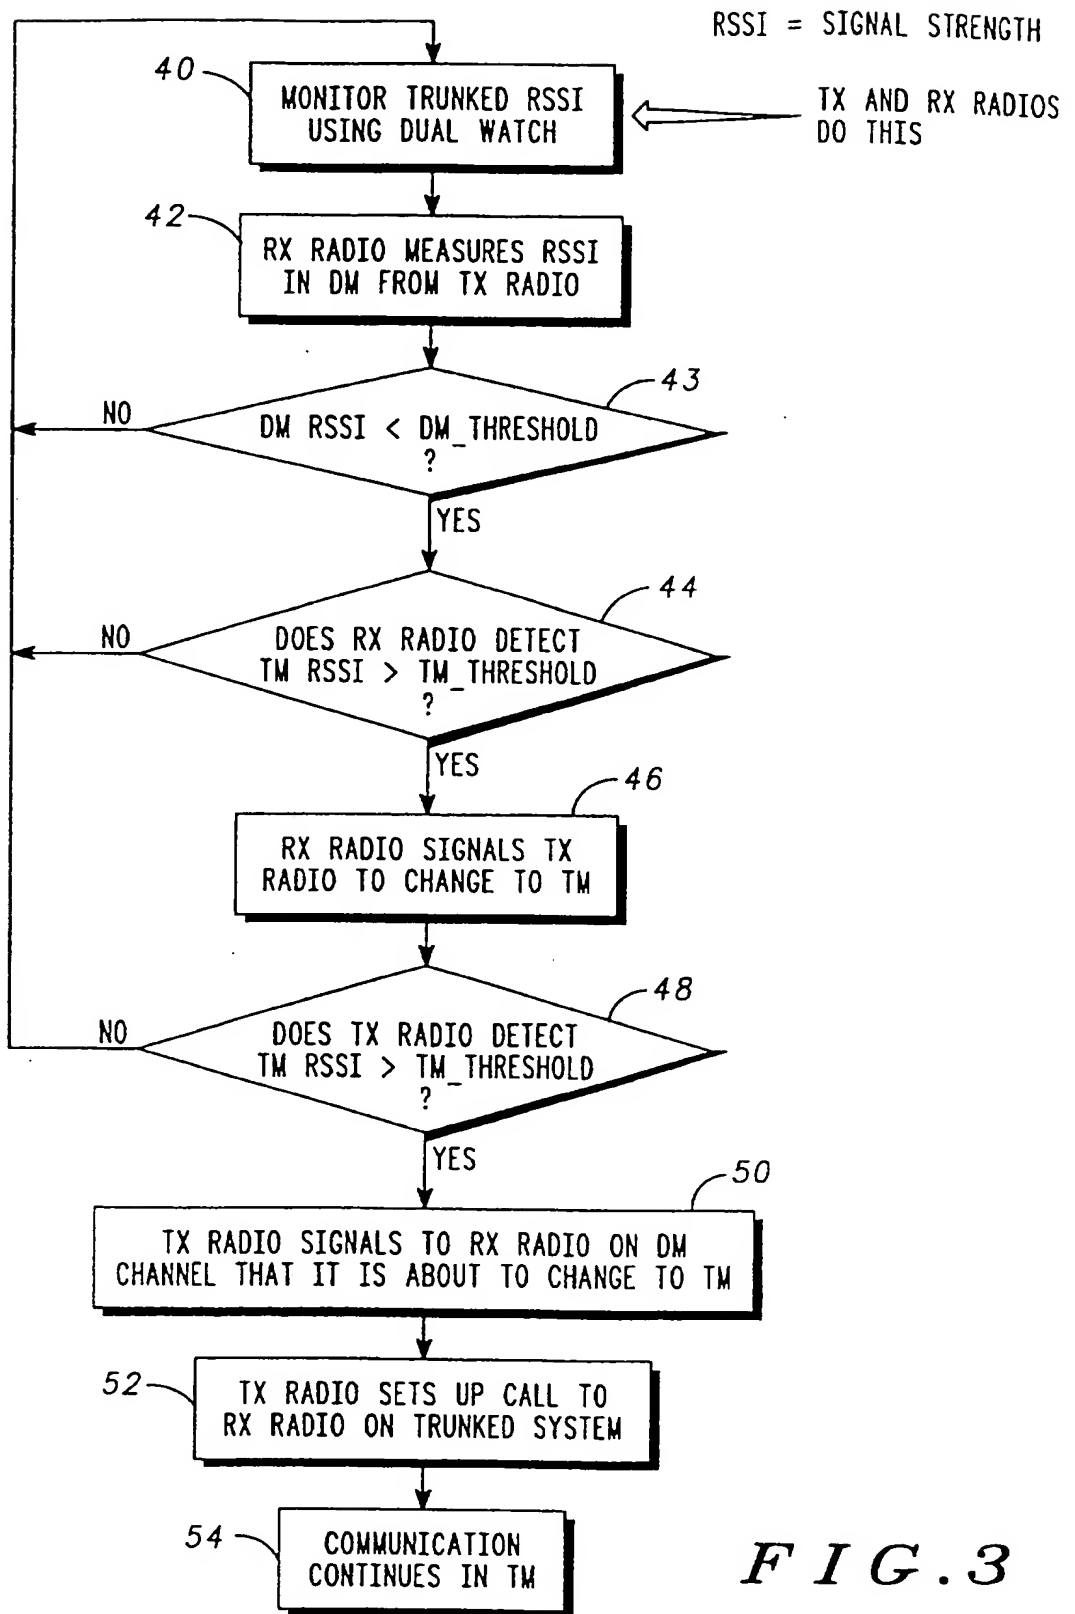 RSSI = SIGNAL STRENGTH
40
MONITOR TRUNKED RSSI
USING DUAL WATCH
TX AND RX RADIOS
DO THIS
42
RX RADIO MEASURES RSSI
IN DM FROM TX RADIO
43
NO
DM RSSI < DM_THRESHOLD
?
YES
44
NO
DOES RX RADIO DETECT
TM RSSI > TM_THRESHOLD
?
YES
46
RX RADIO SIGNALS TX
RADIO TO CHANGE TO TM
48
NO
DOES TX RADIO DETECT
TM RSSI > TM_THRESHOLD
?
YES
50
TX RADIO SIGNALS TO RX RADIO ON DM
CHANNEL THAT IT IS ABOUT TO CHANGE TO TM
52
TX RADIO SETS UP CALL TO
RX RADIO ON TRUNKED SYSTEM
54
COMMUNICATION
CONTINUES IN TM
FIG.3